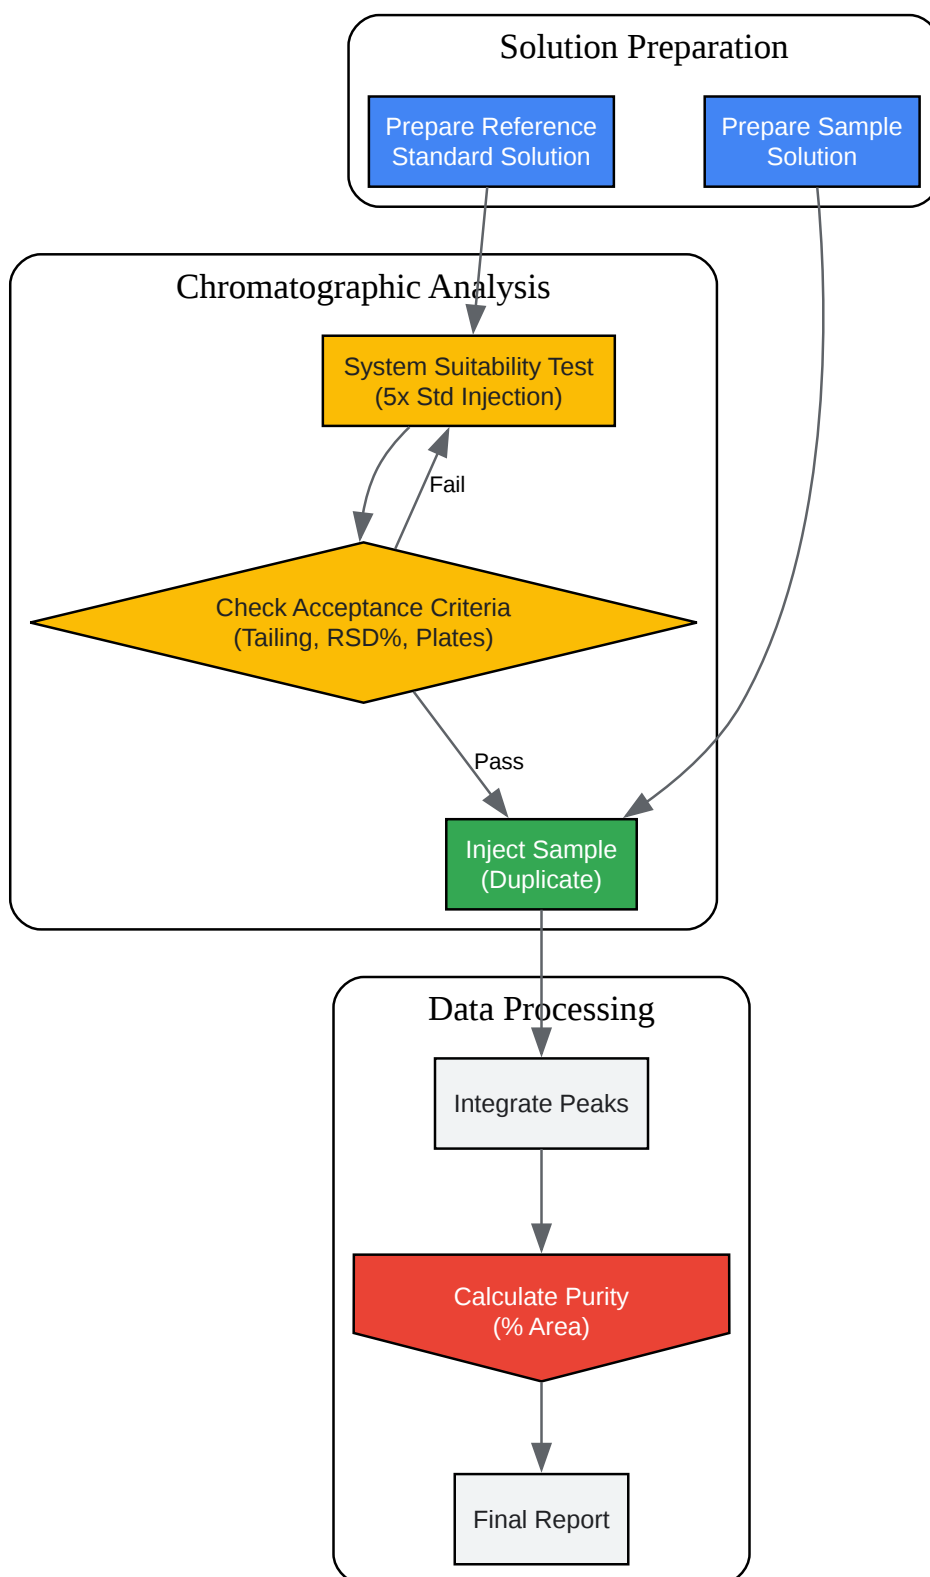 Solution Preparation
Prepare Reference
Standard Solution
Prepare Sample
Solution
Chromatographic Analysis
System Suitability Test
(5x Std Injection)
Fail
Check Acceptance Criteria
(Tailing, RSD%, Plates)
Pass
Inject Sample
(Duplicate)
Data Processing
Integrate Peaks
Calculate Purity
(% Area)
Final Report